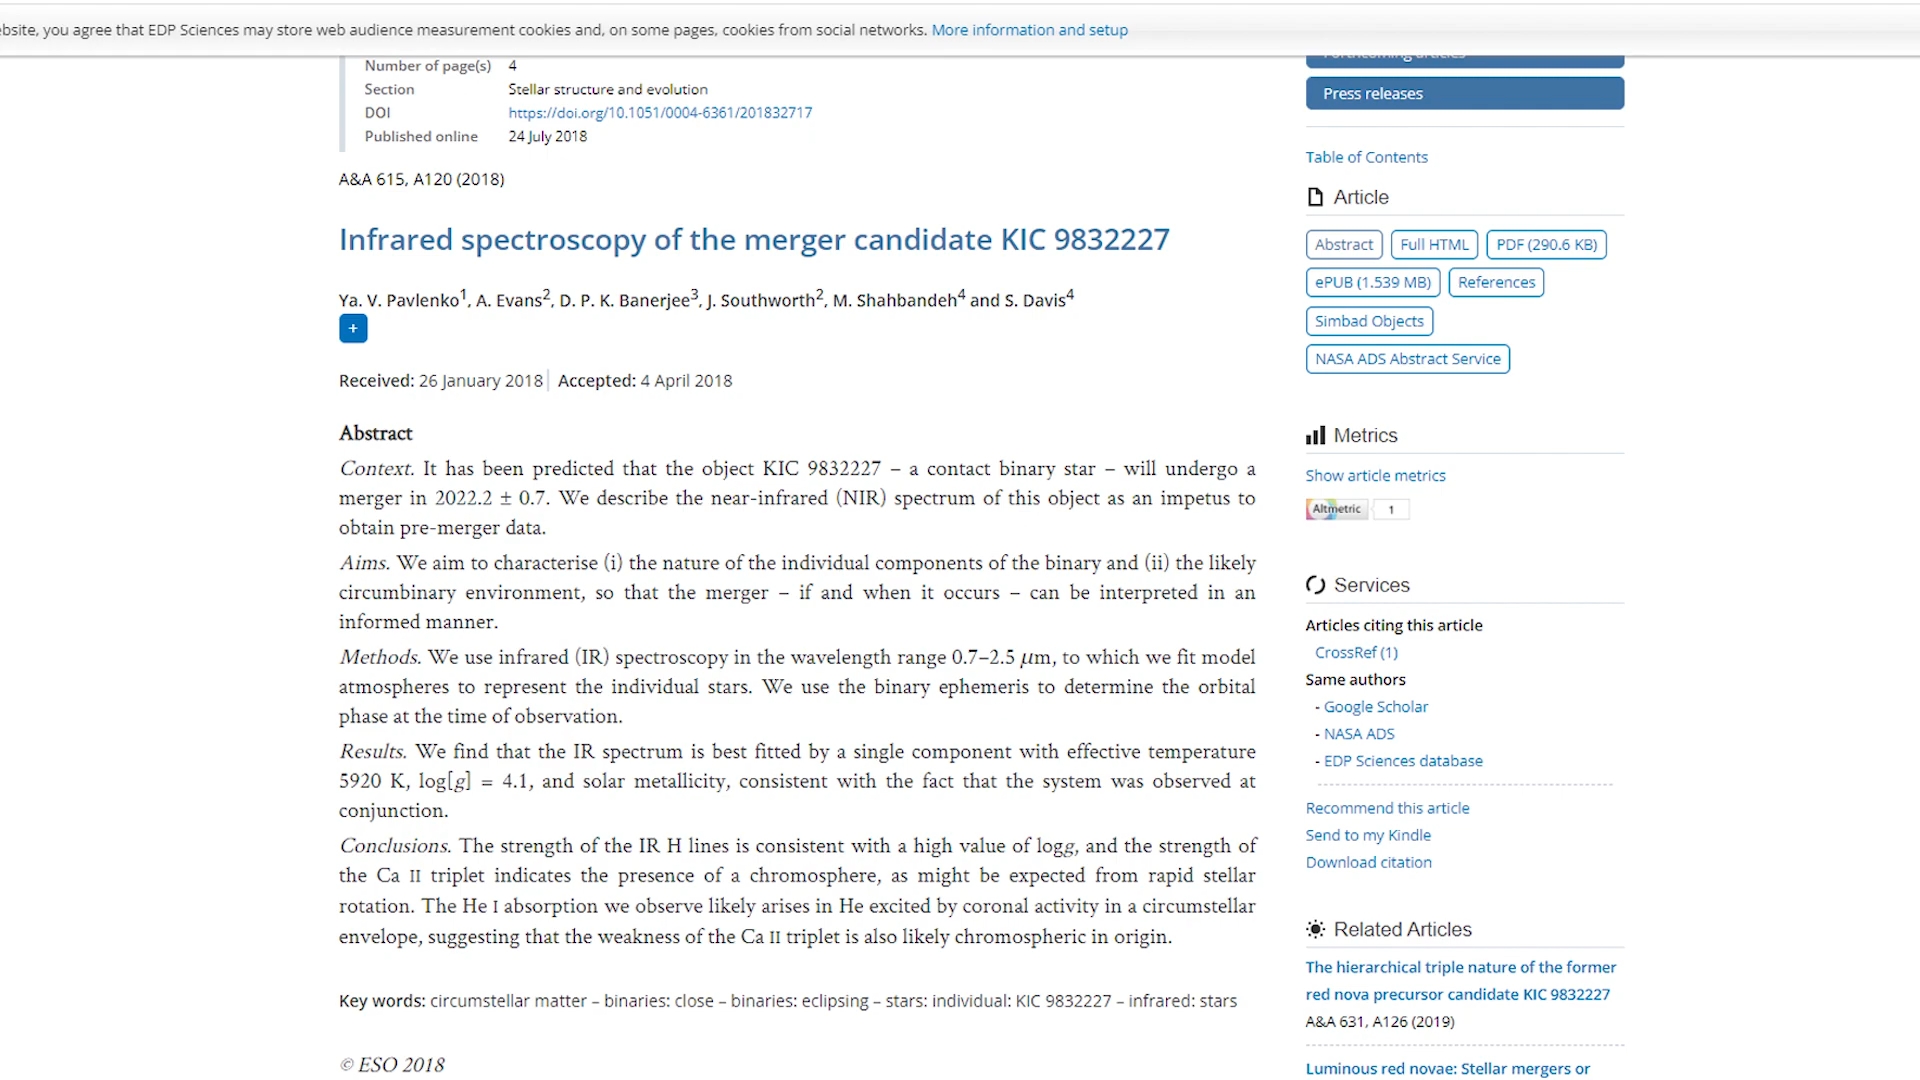 ebsite, you agree that EDP Sciences may store web audience measurement cookies and, on some pages, cookies from social networks. More information and setup
Number of page(s) 4
Section Stellar structure and evolution
DOI https://doi.org/10.1051/0004-6361/201832717
Published online 24 July 2018
A&A 615, A120 (2018)
Infrared spectroscopy of the merger candidate KIC 9832227
Ya. V. Pavlenko1, A. Evans2, D. P. K. Banerjee3, J. Southworth2, M. Shahbandeh4 and S. Davis4
+
Received: 26 January 2018 Accepted: 4 April 2018
Abstract
Context. It has been predicted that the object KIC 9832227 – a contact binary star – will undergo a
merger in 2022.2 ± 0.7. We describe the near-infrared (NIR) spectrum of this object as an impetus to
obtain pre-merger data.
Aims. We aim to characterise (i) the nature of the individual components of the binary and (ii) the likely
circumbinary environment, so that the merger – if and when it occurs – can be interpreted in an
informed manner.
Methods. We use infrared (IR) spectroscopy in the wavelength range 0.7–2.5 μm, to which we fit model
atmospheres to represent the individual stars. We use the binary ephemeris to determine the orbital
phase at the time of observation.
Results. We find that the IR spectrum is best fitted by a single component with effective temperature
5920 K, log[g] = 4.1, and solar metallicity, consistent with the fact that the system was observed at
conjunction.
Conclusions. The strength of the IR H lines is consistent with a high value of logg, and the strength of
the Ca II triplet indicates the presence of a chromosphere, as might be expected from rapid stellar
rotation. The He I absorption we observe likely arises in He excited by coronal activity in a circumstellar
envelope, suggesting that the weakness of the Ca II triplet is also likely chromospheric in origin.
Key words: circumstellar matter – binaries: close – binaries: eclipsing – stars: individual: KIC 9832227 – infrared: stars
© ESO 2018
Forthcoming articles
Press releases
Table of Contents
Article
Abstract Full HTML PDF (290.6 KB)
ePUB (1.539 MB) References
Simbad Objects
NASA ADS Abstract Service
Metrics
Show article metrics
Altmetric 1
Services
Articles citing this article
CrossRef (1)
Same authors
- Google Scholar
- NASA ADS
- EDP Sciences database
Recommend this article
Send to my Kindle
Download citation
Related Articles
The hierarchical triple nature of the former
red nova precursor candidate KIC 9832227
A&A 631, A126 (2019)
Luminous red novae: Stellar mergers or